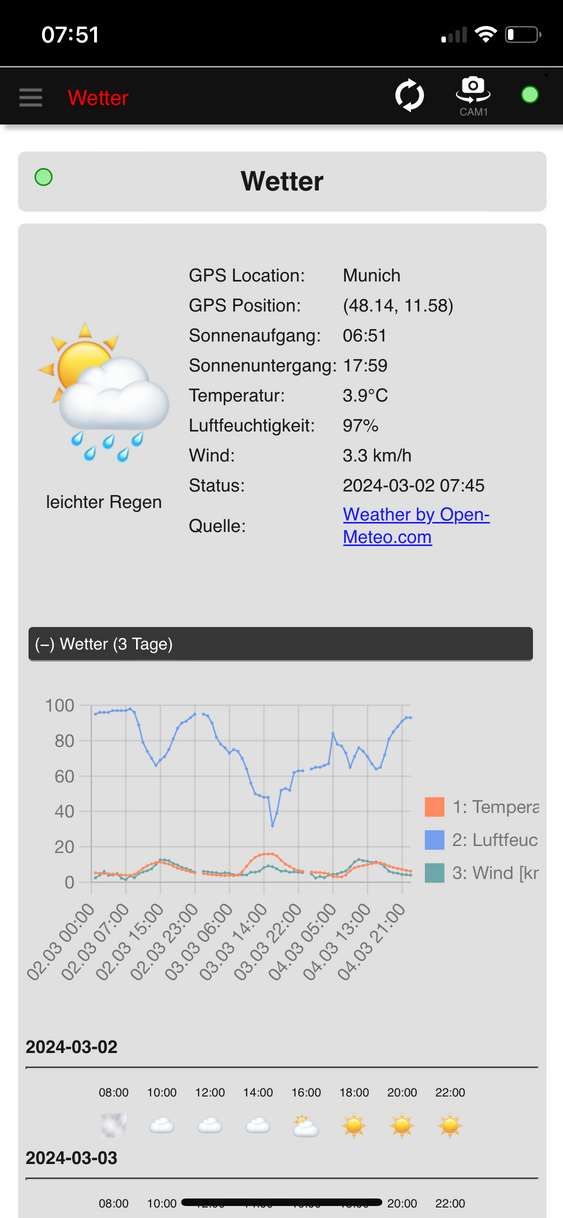 07:51
Wetter
CAM1
Wetter
GPS Location: Munich
GPS Position: (48.14, 11.58)
Sonnenaufgang: 06:51
Sonnenuntergang: 17:59
Temperatur: 3.9°C
Luftfeuchtigkeit: 97%
Wind: 3.3 km/h
Status: 2024-03-02 07:45
Quelle: Weather by Open-
Meteo.com
leichter Regen
(−) Wetter (3 Tage)
100
80
60
40
20
0
1: Tempera
2: Luftfeuc
3: Wind [kr
02.03 00:00
02.03 07:00
02.03 15:00
02.03 23:00
03.03 06:00
03.03 14:00
03.03 22:00
04.03 05:00
04.03 13:00
04.03 21:00
2024-03-02
08:00 10:00 12:00 14:00 16:00 18:00 20:00 22:00
2024-03-03
08:00 10:00 20:00 22:00